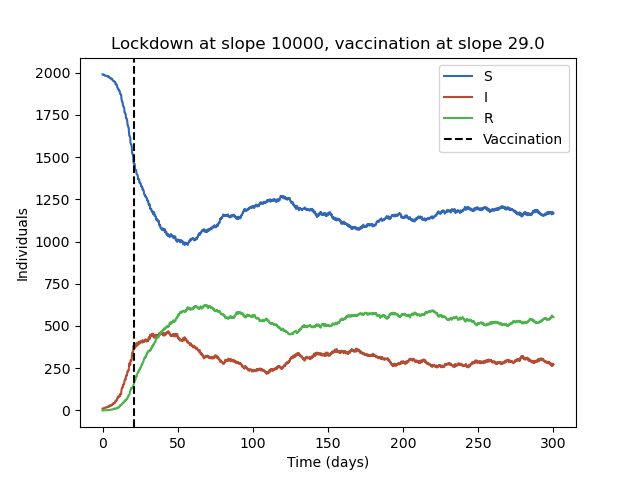 Lockdown at slope 10000, vaccination at slope 29.0
S
I
R
Vaccination
2000
1750
1500
1250
1000
750
500
250
0
Individuals
0 50 100 150 200 250 300
Time (days)